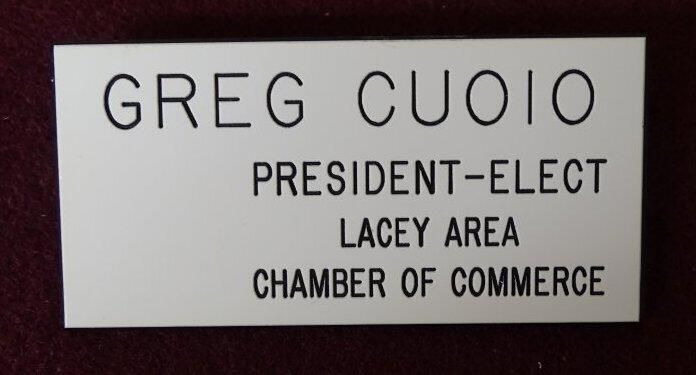 GREG CUOIO
PRESIDENT-ELECT
LACEY AREA
CHAMBER OF COMMERCE